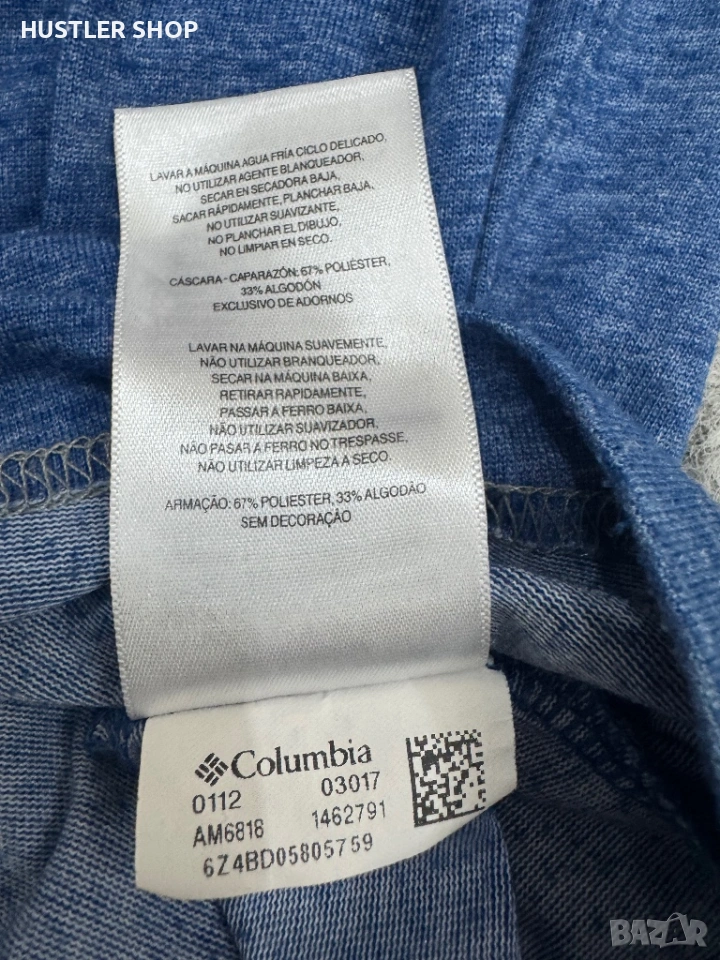 HUSTLER SHOP
LAVAR A MÁQUINA AGUA FRÍA CICLO DELICADO,
NO UTILIZAR AGENTE BLANQUEADOR,
SECAR EN SECADORA BAJA,
SACAR RÁPIDAMENTE, PLANCHAR BAJA,
NO UTILIZAR SUAVIZANTE,
NO PLANCHAR EL DIBUJO,
NO LIMPIAR EN SECO.
CÁSCARA - CAPARAZÓN: 67% POLIÉSTER,
33% ALGODÓN
EXCLUSIVO DE ADORNOS
LAVAR NA MÁQUINA SUAVEMENTE,
NÃO UTILIZAR BRANQUEADOR,
SECAR NA MÁQUINA BAIXA,
RETIRAR RAPIDAMENTE,
PASSAR A FERRO BAIXA,
NÃO UTILIZAR SUAVIZADOR,
NÃO PASAR A FERRO NO TRESPASSE,
NÃO UTILIZAR LIMPEZA A SECO.
ARMAÇÃO: 67% POLIESTER, 33% ALGODÃO
SEM DECORAÇÃO
Columbia
0112 03017
AM6818 1462791
6Z4BD05805759
BAZAR